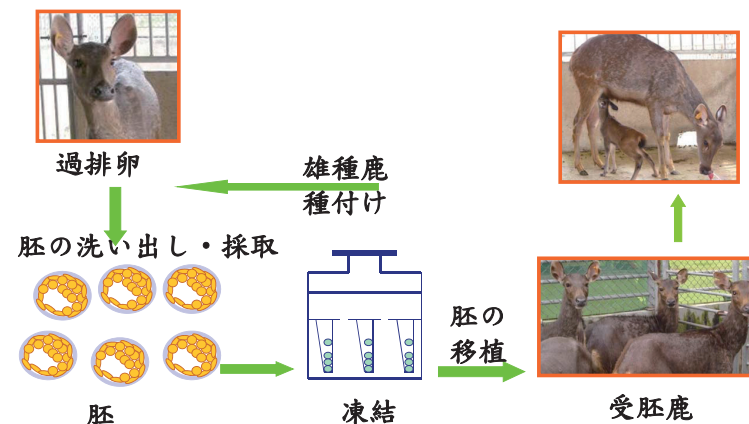 過排卵
雄種鹿
種付け
胚の洗い出し・採取
胚の
移植
胚
凍結
受胚鹿